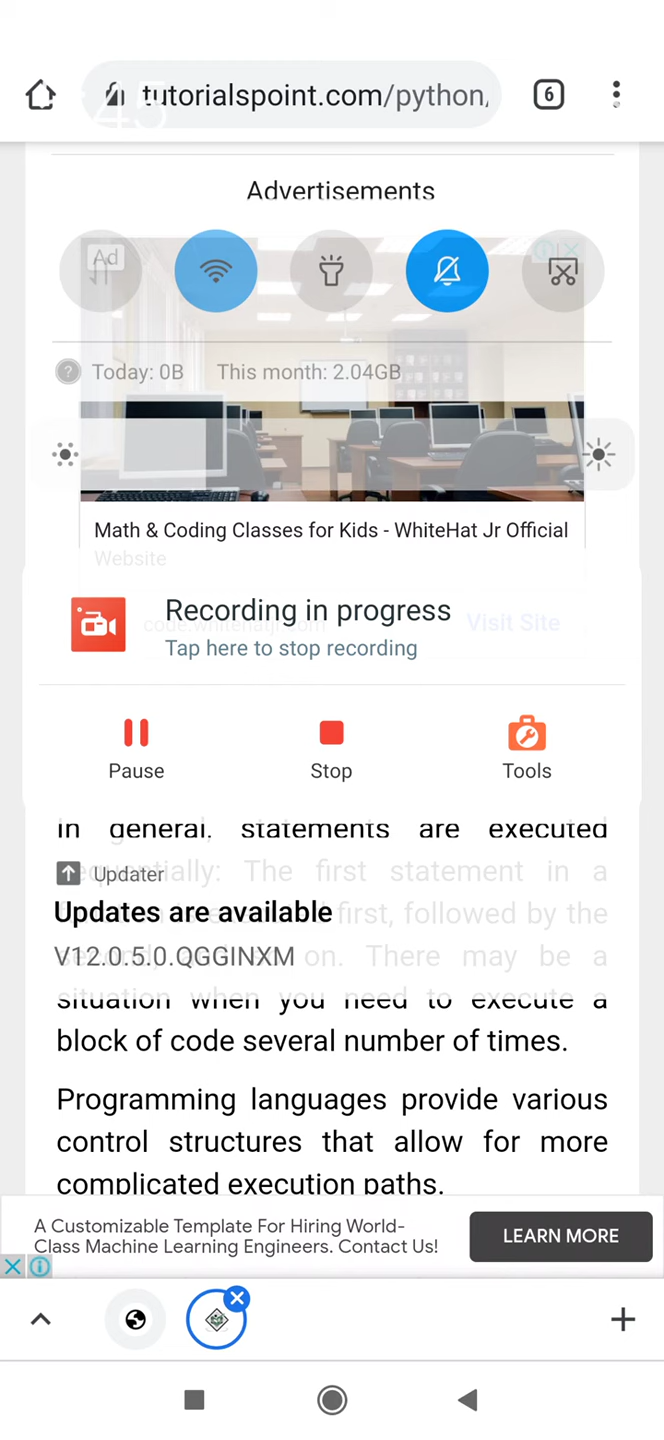 tutorialspoint.com/python,
6
45
Advertisements
Ad
Today: 0B This month: 2.04GB
Math & Coding Classes for Kids - WhiteHat Jr Official
Website
Recording in progress
Visit Site
Tap here to stop recording
Pause Stop Tools
In general, statements are executed
sequentially: The first statement in a
Updater
first, followed by the
Updates are available
on. There may be a
V12.0.5.0.QGGINXM
situation when you need to execute a
block of code several number of times.
Programming languages provide various
control structures that allow for more
complicated execution paths.
A Customizable Template For Hiring World-
Class Machine Learning Engineers. Contact Us!
LEARN MORE